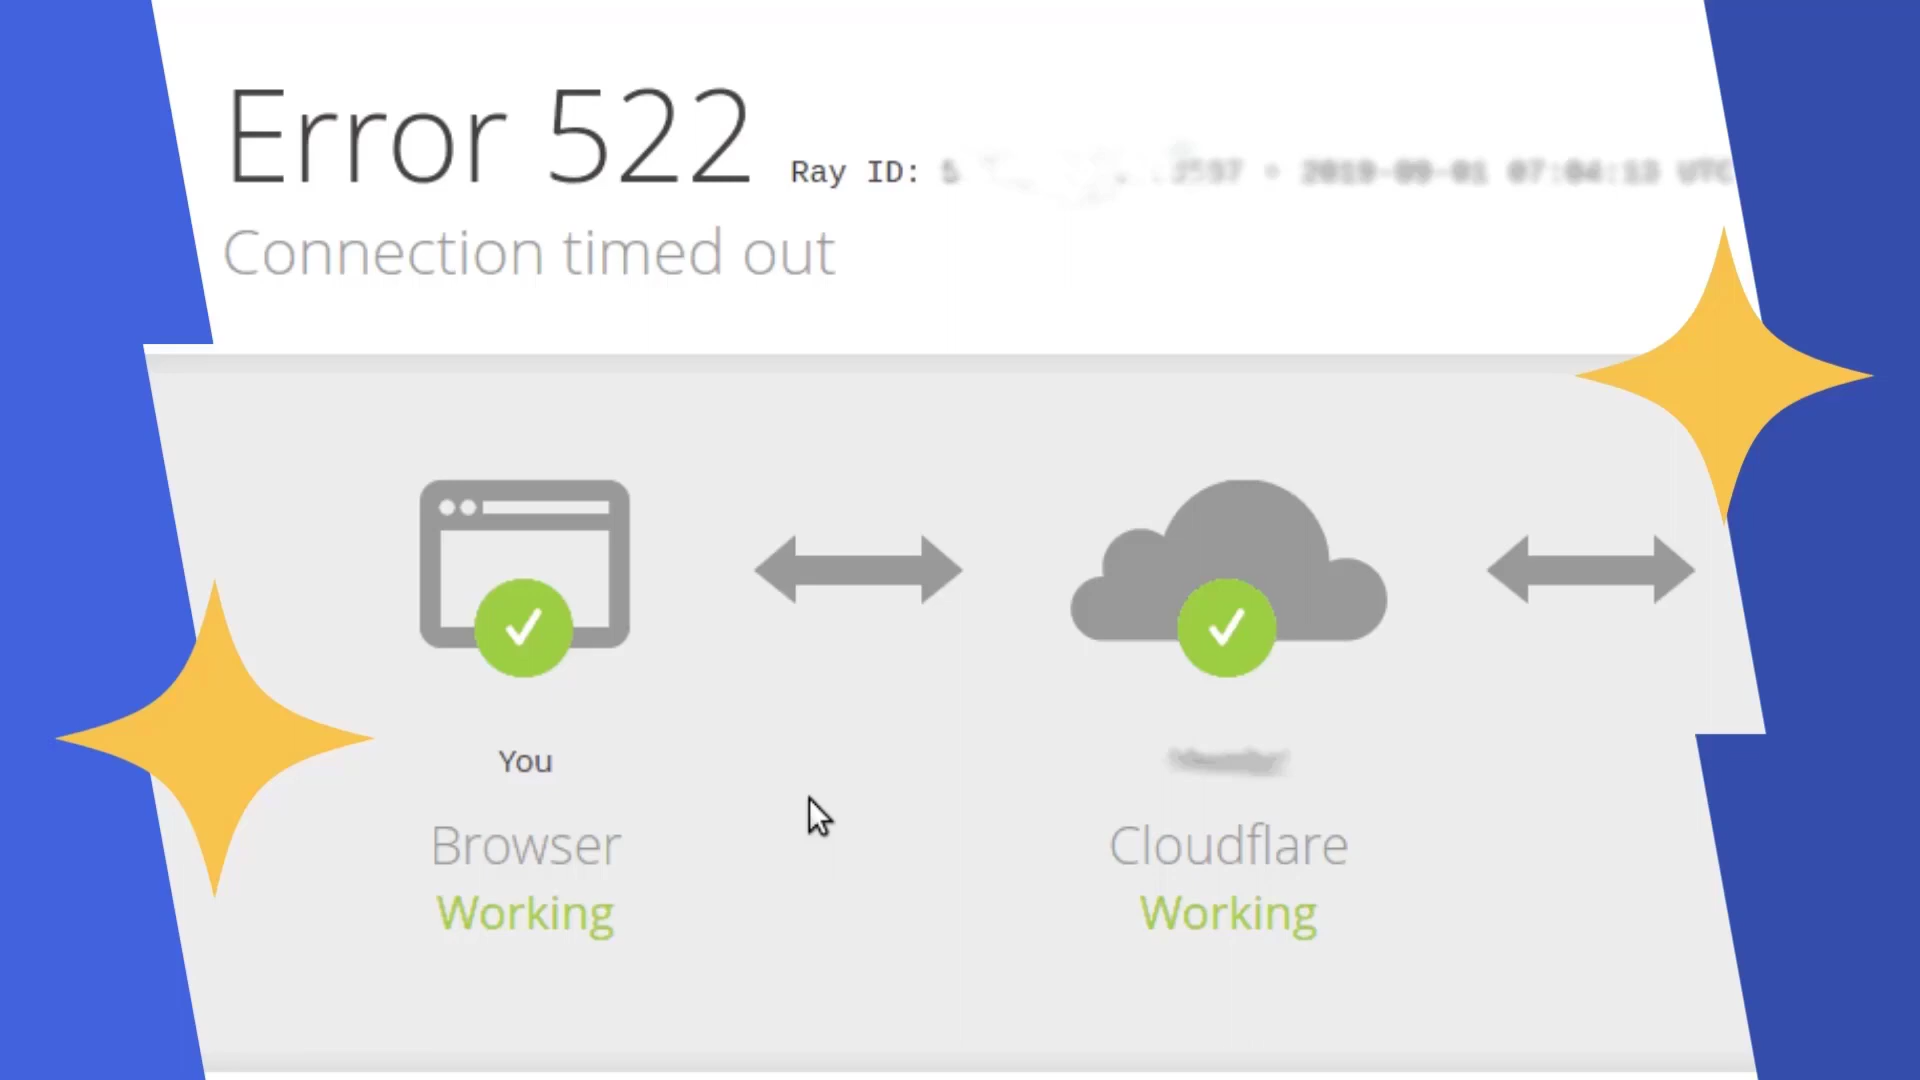 Error 522 Ray ID:
Connection timed out
You
Browser
Cloudflare
Working
Working